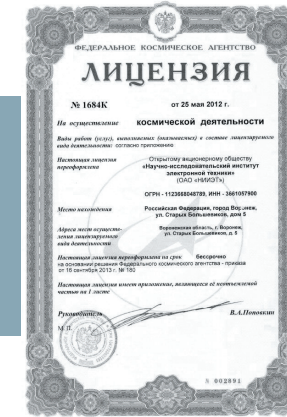 ФЕДЕРАЛЬНОЕ КОСМИЧЕСКОЕ АГЕНТСТВО
ЛИЦЕНЗИЯ
№ 1684К от 25 мая 2012 г.
На осуществление КОСМИЧЕСКОЙ ДЕЯТЕЛЬНОСТИ
Виды работ (услуг), выполняемых (оказываемых) в составе лицензируемого
вида деятельности: согласно приложению
Настоящая лицензия Открытому акционерному обществу
переоформлена «Научно-исследовательский институт
электронной техники»
(ОАО «НИИЭТ»)
ОГРН - 1123668048789, ИНН - 3661057900
Место нахождения Российская Федерация, город Воронеж,
ул. Старых Большевиков, дом 5
Адреса мест осуществ- Воронежская область, г. Воронеж,
ления лицензируемого ул. Старых Большевиков, д. 5
вида деятельности
Настоящая лицензия переоформлена на срок бессрочно
на основании решения Федерального космического агентства - приказа
от 16 сентября 2013 г. № 180
Настоящая лицензия имеет приложение, являющееся её неотъемлемой
частью на 1 листе
Руководитель В.А.Поповкин
М. П.
№ 002891